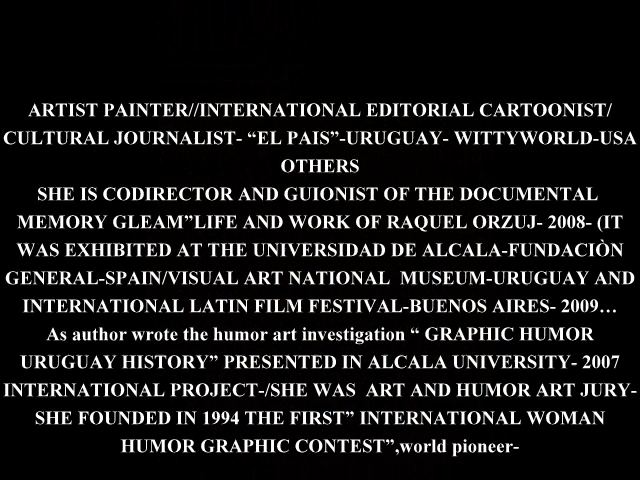 ARTIST PAINTER//INTERNATIONAL EDITORIAL CARTOONIST/
CULTURAL JOURNALIST- “EL PAIS”-URUGUAY- WITTYWORLD-USA
OTHERS
SHE IS CODIRECTOR AND GUIONIST OF THE DOCUMENTAL
MEMORY GLEAM”LIFE AND WORK OF RAQUEL ORZUJ- 2008- (IT
WAS EXHIBITED AT THE UNIVERSIDAD DE ALCALA-FUNDACIÒN
GENERAL-SPAIN/VISUAL ART NATIONAL MUSEUM-URUGUAY AND
INTERNATIONAL LATIN FILM FESTIVAL-BUENOS AIRES- 2009…
As author wrote the humor art investigation “ GRAPHIC HUMOR
URUGUAY HISTORY” PRESENTED IN ALCALA UNIVERSITY- 2007
INTERNATIONAL PROJECT-/SHE WAS ART AND HUMOR ART JURY-
SHE FOUNDED IN 1994 THE FIRST” INTERNATIONAL WOMAN
HUMOR GRAPHIC CONTEST”,world pioneer-